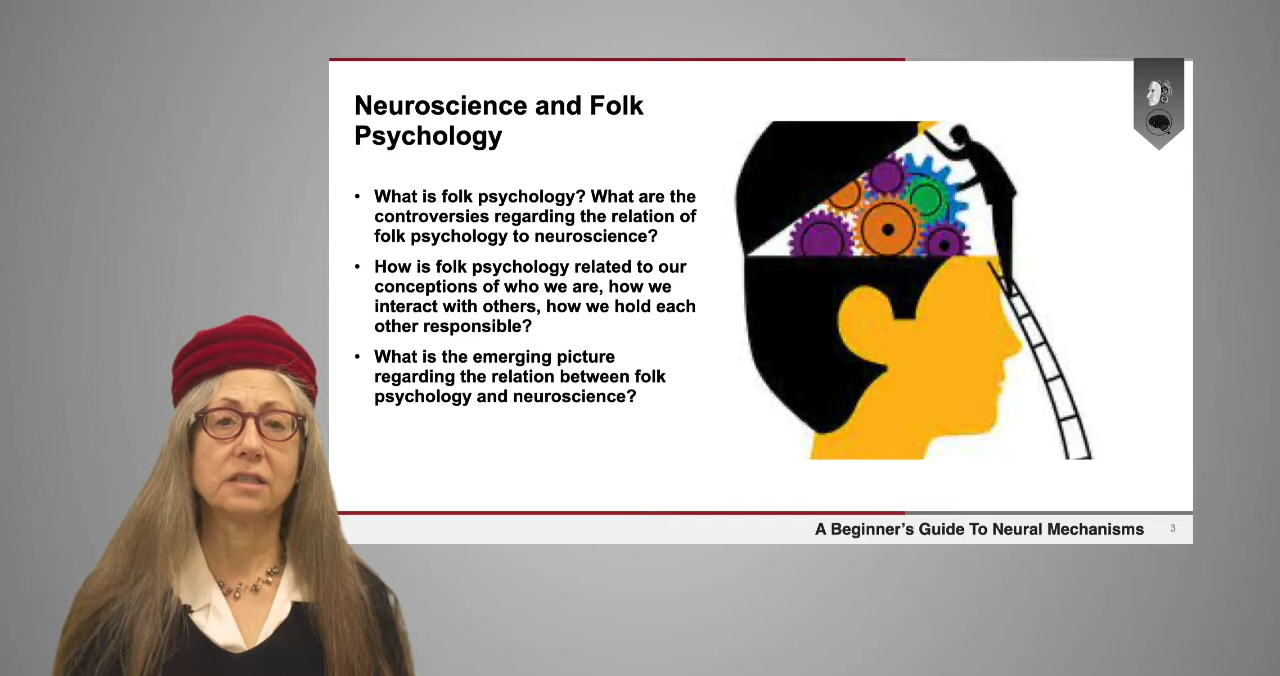 Neuroscience and Folk
Psychology
• What is folk psychology? What are the
controversies regarding the relation of
folk psychology to neuroscience?
• How is folk psychology related to our
conceptions of who we are, how we
interact with others, how we hold each
other responsible?
• What is the emerging picture
regarding the relation between folk
psychology and neuroscience?
A Beginner’s Guide To Neural Mechanisms
3